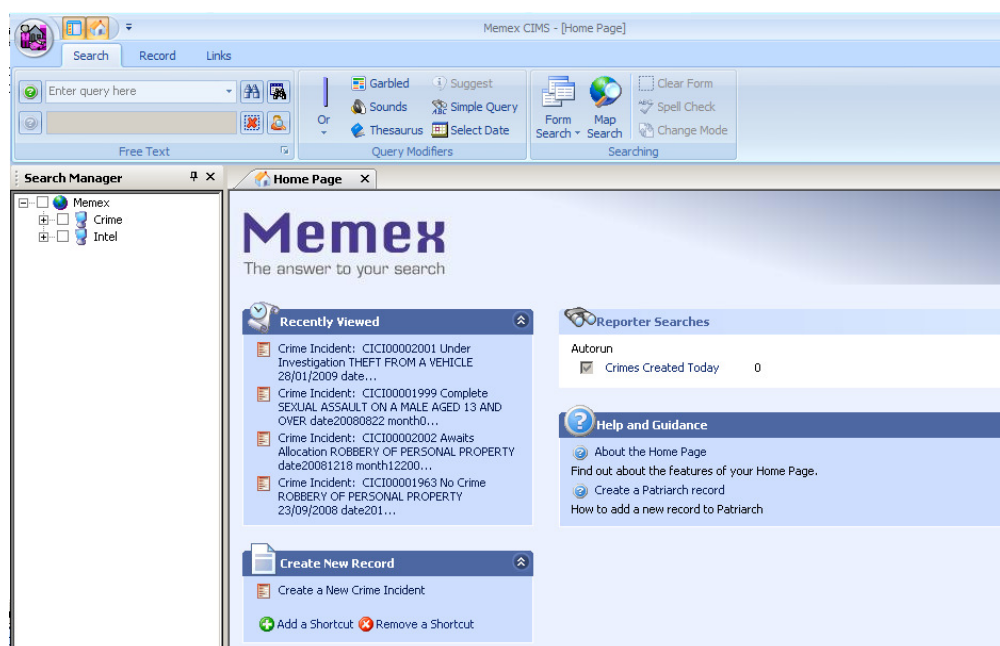 Memex CIMS - [Home Page]
Search Record Links
Enter query here
Free Text
Or
Garbled
Sounds
Thesaurus
Suggest
Simple Query
Select Date
Query Modifiers
Form Search
Map Search
Clear Form
Spell Check
Change Mode
Searching
Search Manager
Memex
Crime
Intel
Home Page X
Memex
The answer to your search
Recently Viewed
Crime Incident: CICI00002001 Under
Investigation THEFT FROM A VEHICLE
28/01/2009 date...
Crime Incident: CICI00001999 Complete
SEXUAL ASSAULT ON A MALE AGED 13 AND
OVER date20080822 month0...
Crime Incident: CICI00002002 Awaits
Allocation ROBBERY OF PERSONAL PROPERTY
date20081218 month12200...
Crime Incident: CICI00001963 No Crime
ROBBERY OF PERSONAL PROPERTY
23/09/2008 date201...
Create New Record
Create a New Crime Incident
Add a Shortcut Remove a Shortcut
Reporter Searches
Autorun
Crimes Created Today 0
Help and Guidance
About the Home Page
Find out about the features of your Home Page.
Create a Patriarch record
How to add a new record to Patriarch